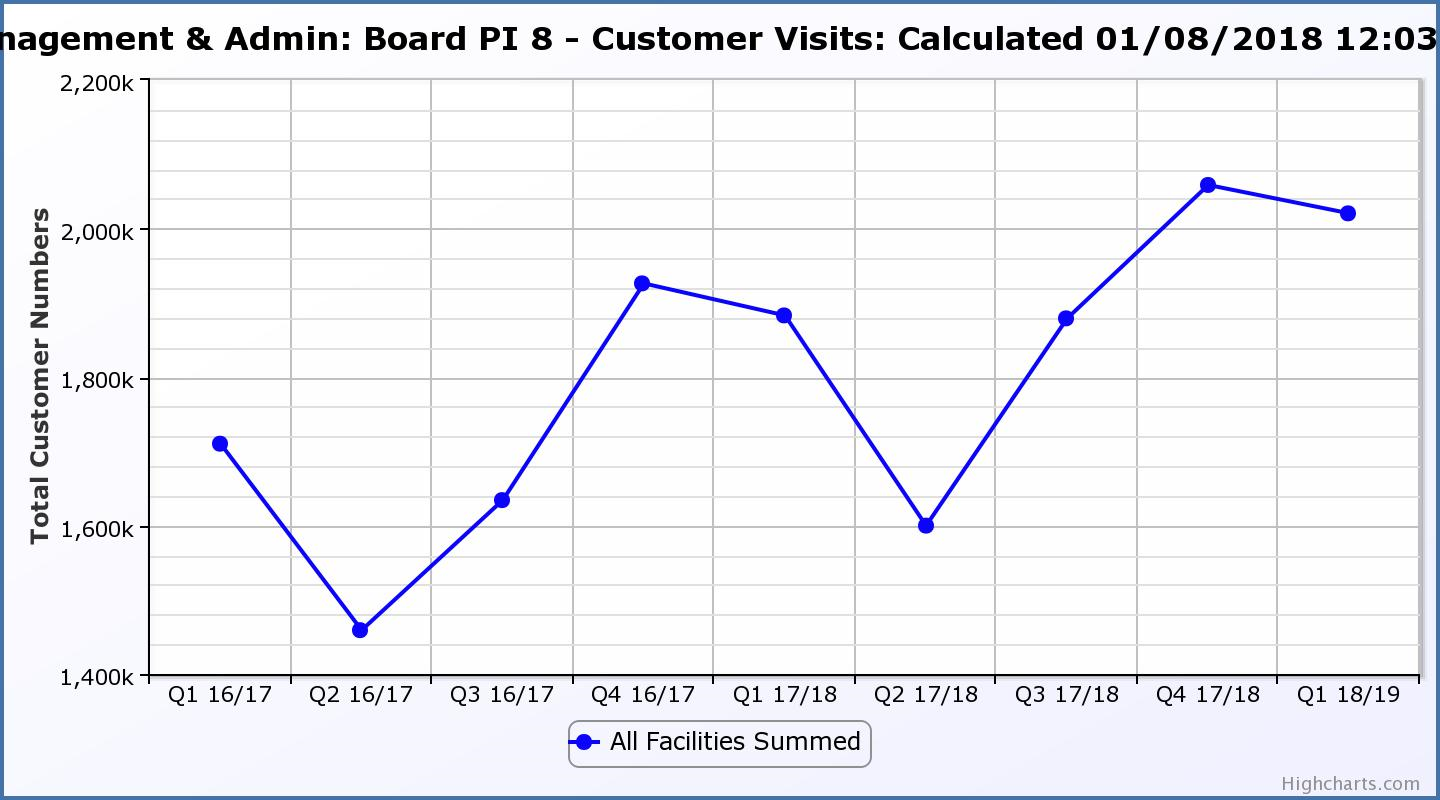 nagement & Admin: Board PI 8 - Customer Visits: Calculated 01/08/2018 12:03
2,200k
2,000k
1,800k
1,600k
1,400k
Total Customer Numbers
Q1 16/17 Q2 16/17 Q3 16/17 Q4 16/17 Q1 17/18 Q2 17/18 Q3 17/18 Q4 17/18 Q1 18/19
All Facilities Summed
Highcharts.com